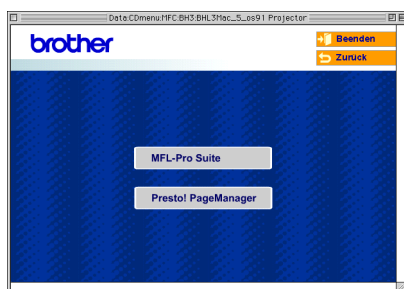 Data:CDmenu:MFC:BH3:BHL3Mac_5_os91 Projector
brother
Beenden
Zurück
MFL-Pro Suite
Presto! PageManager